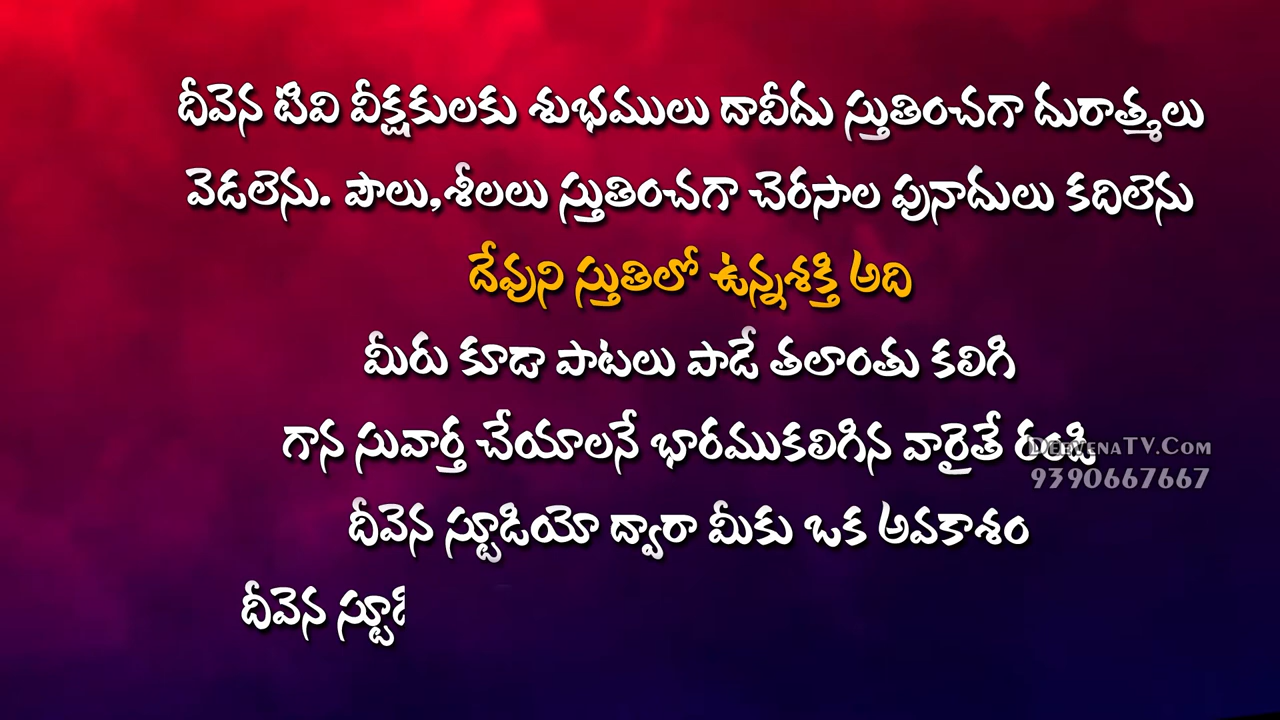 దీవెన టివి వీక్షకులకు శుభములు దావీదు స్తుతించగా దురాత్మలు
వెడలెను. పౌలు,శీలలు స్తుతించగా చెరసాల పునాదులు కదిలెను
దేవుని స్తుతిలో ఉన్నశక్తి అది
మీరు కూడా పాటలు పాడే తలాంతు కలిగి
గాన సువార్త చేయాలనే భారముకలిగిన వారైతే రండి
DeevenaTV.Com
9390667667
దీవెన స్టూడియో ద్వారా మీకు ఒక అవకాశం
దీవెన